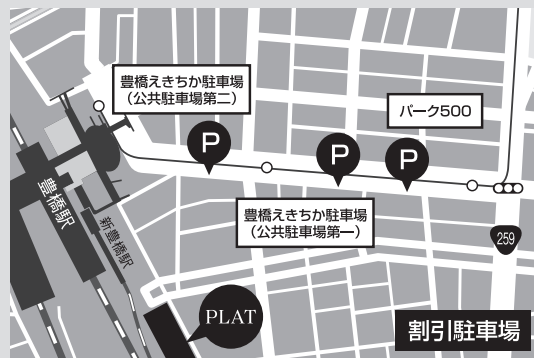 豊橋えきちか駐車場
（公共駐車場第二）
パーク500
P
P
P
豊橋えきちか駐車場
（公共駐車場第一）
豊橋駅
新豊橋駅
259
PLAT
割引駐車場